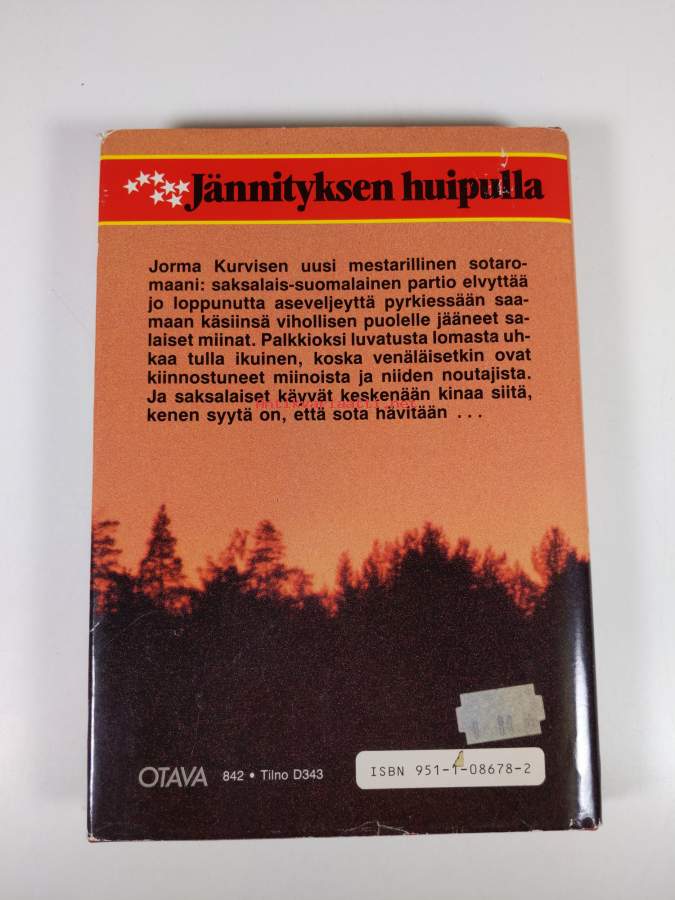 Jännityksen huipulla
Jorma Kurvisen uusi mestarillinen sotaro-
maani: saksalais-suomalainen partio elvyttää
jo loppunutta aseveljeyttä pyrkiessään saa-
maan käsiinsä vihollisen puolelle jääneet sa-
laiset miinat. Palkkioksi luvatusta lomasta uh-
kaa tulla ikuinen, koska venäläisetkin ovat
kiinnostuneet miinoista ja niiden noutajista.
Ja saksalaiset käyvät keskenään kinaa siitä,
Antikvariaatti.net
kenen syytä on, että sota hävitään . . .
OTAVA 842 • Tilno D343
ISBN 951-1-08678-2